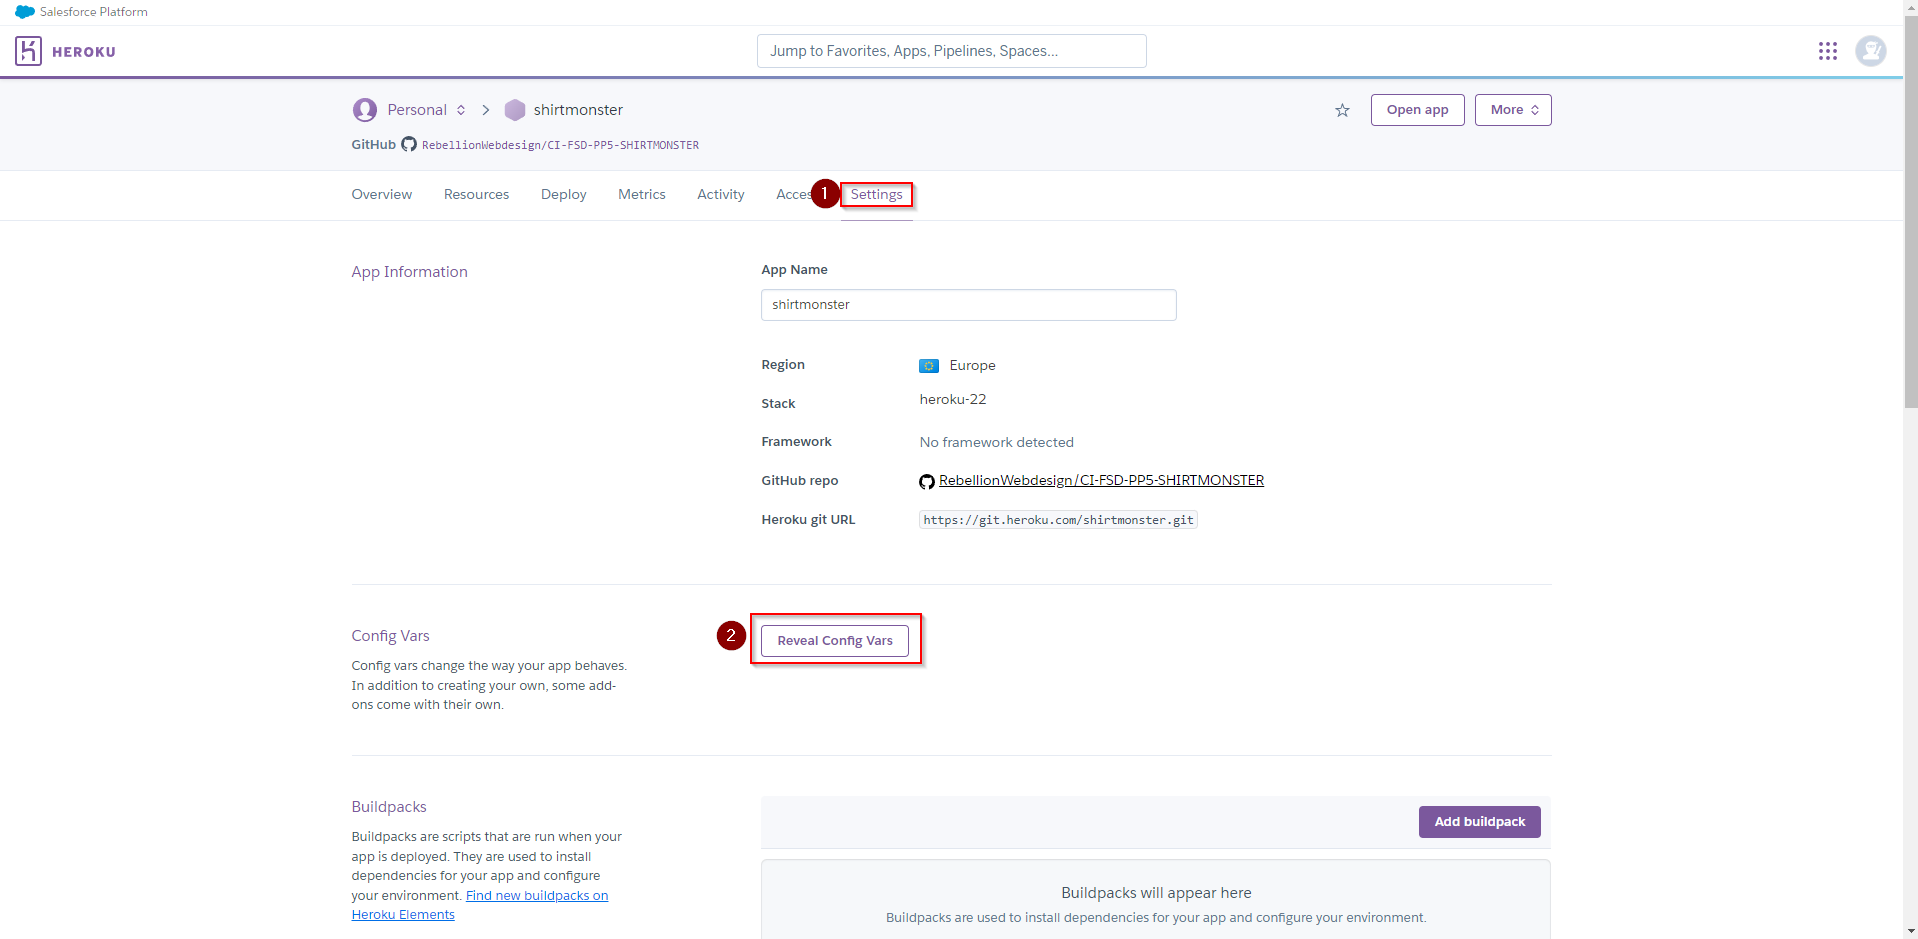 Salesforce Platform
HEROKU
Jump to Favorites, Apps, Pipelines, Spaces...
Personal
shirtmonster
Open app
More
GitHub
RebellionWebdesign/CI-FSD-PP5-SHIRTMONSTER
Overview
Resources
Deploy
Metrics
Activity
Acces
1
Settings
App Information
App Name
shirtmonster
Region
Europe
Stack
heroku-22
Framework
No framework detected
GitHub repo
RebellionWebdesign/CI-FSD-PP5-SHIRTMONSTER
Heroku git URL
https://git.heroku.com/shirtmonster.git
Config Vars
Config vars change the way your app behaves.
In addition to creating your own, some add-
ons come with their own.
2
Reveal Config Vars
Buildpacks
Buildpacks are scripts that are run when your
app is deployed. They are used to install
dependencies for your app and configure
your environment. Find new buildpacks on
Heroku Elements
Add buildpack
Buildpacks will appear here
Buildpacks are used to install dependencies for your app and configure your environment.